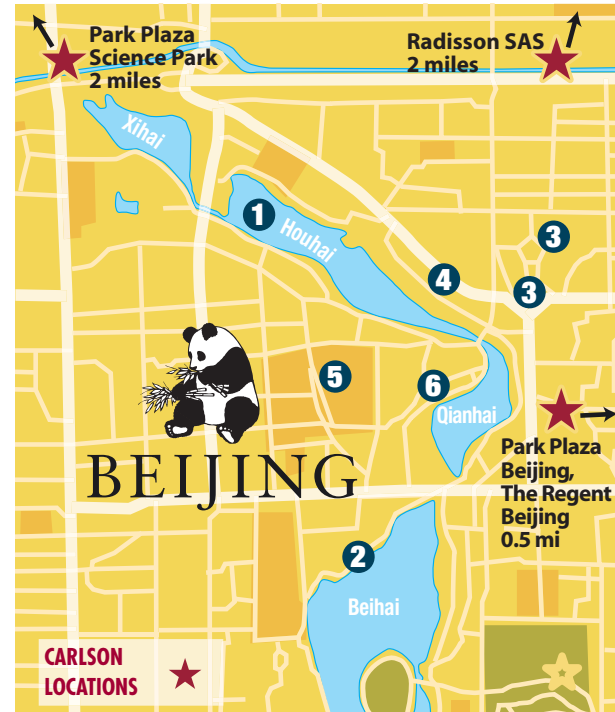 Park Plaza
Science Park
2 miles
Radisson SAS
2 miles
Xihai
1
Houhai
3
4
3
5
6
Qianhai
Park Plaza
Beijing,
The Regent
Beijing
0.5 mi
BEIJING
2
Beihai
CARLSON
LOCATIONS